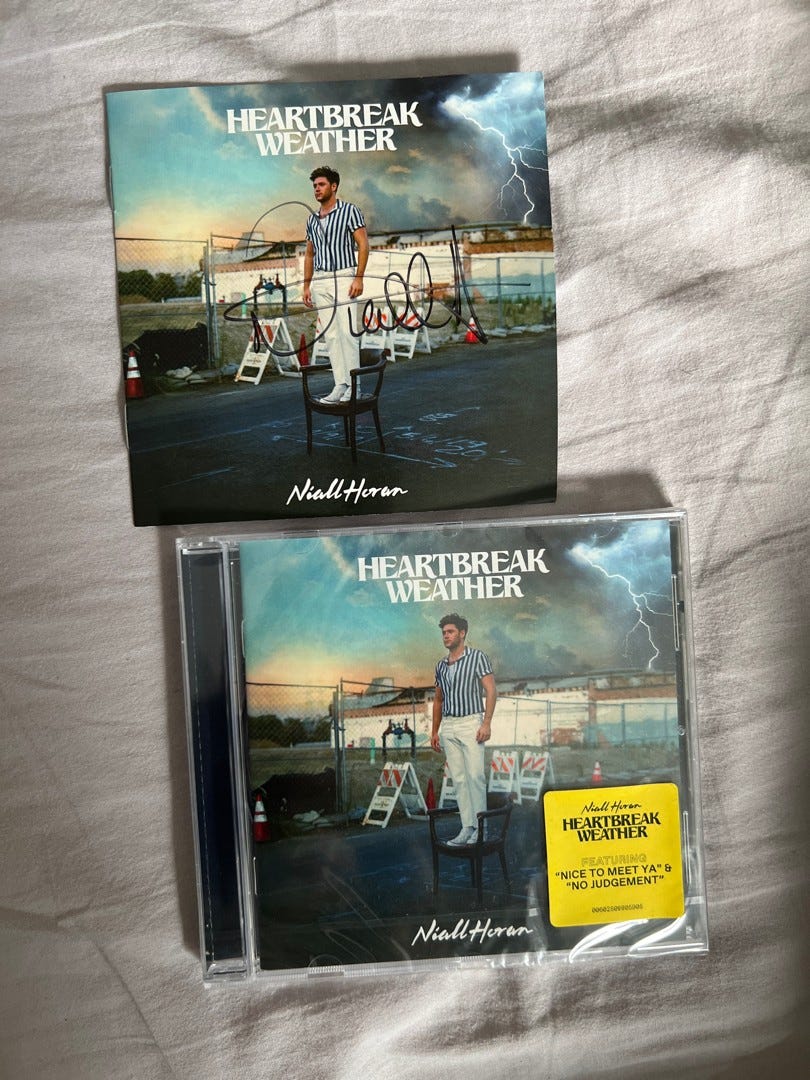 HEARTBREAK
WEATHER
Niall Horan
HEARTBREAK
WEATHER
Niall Horan
HEARTBREAK
WEATHER
FEATURING
"NICE TO MEET YA" &
"NO JUDGEMENT"
Niall Horan